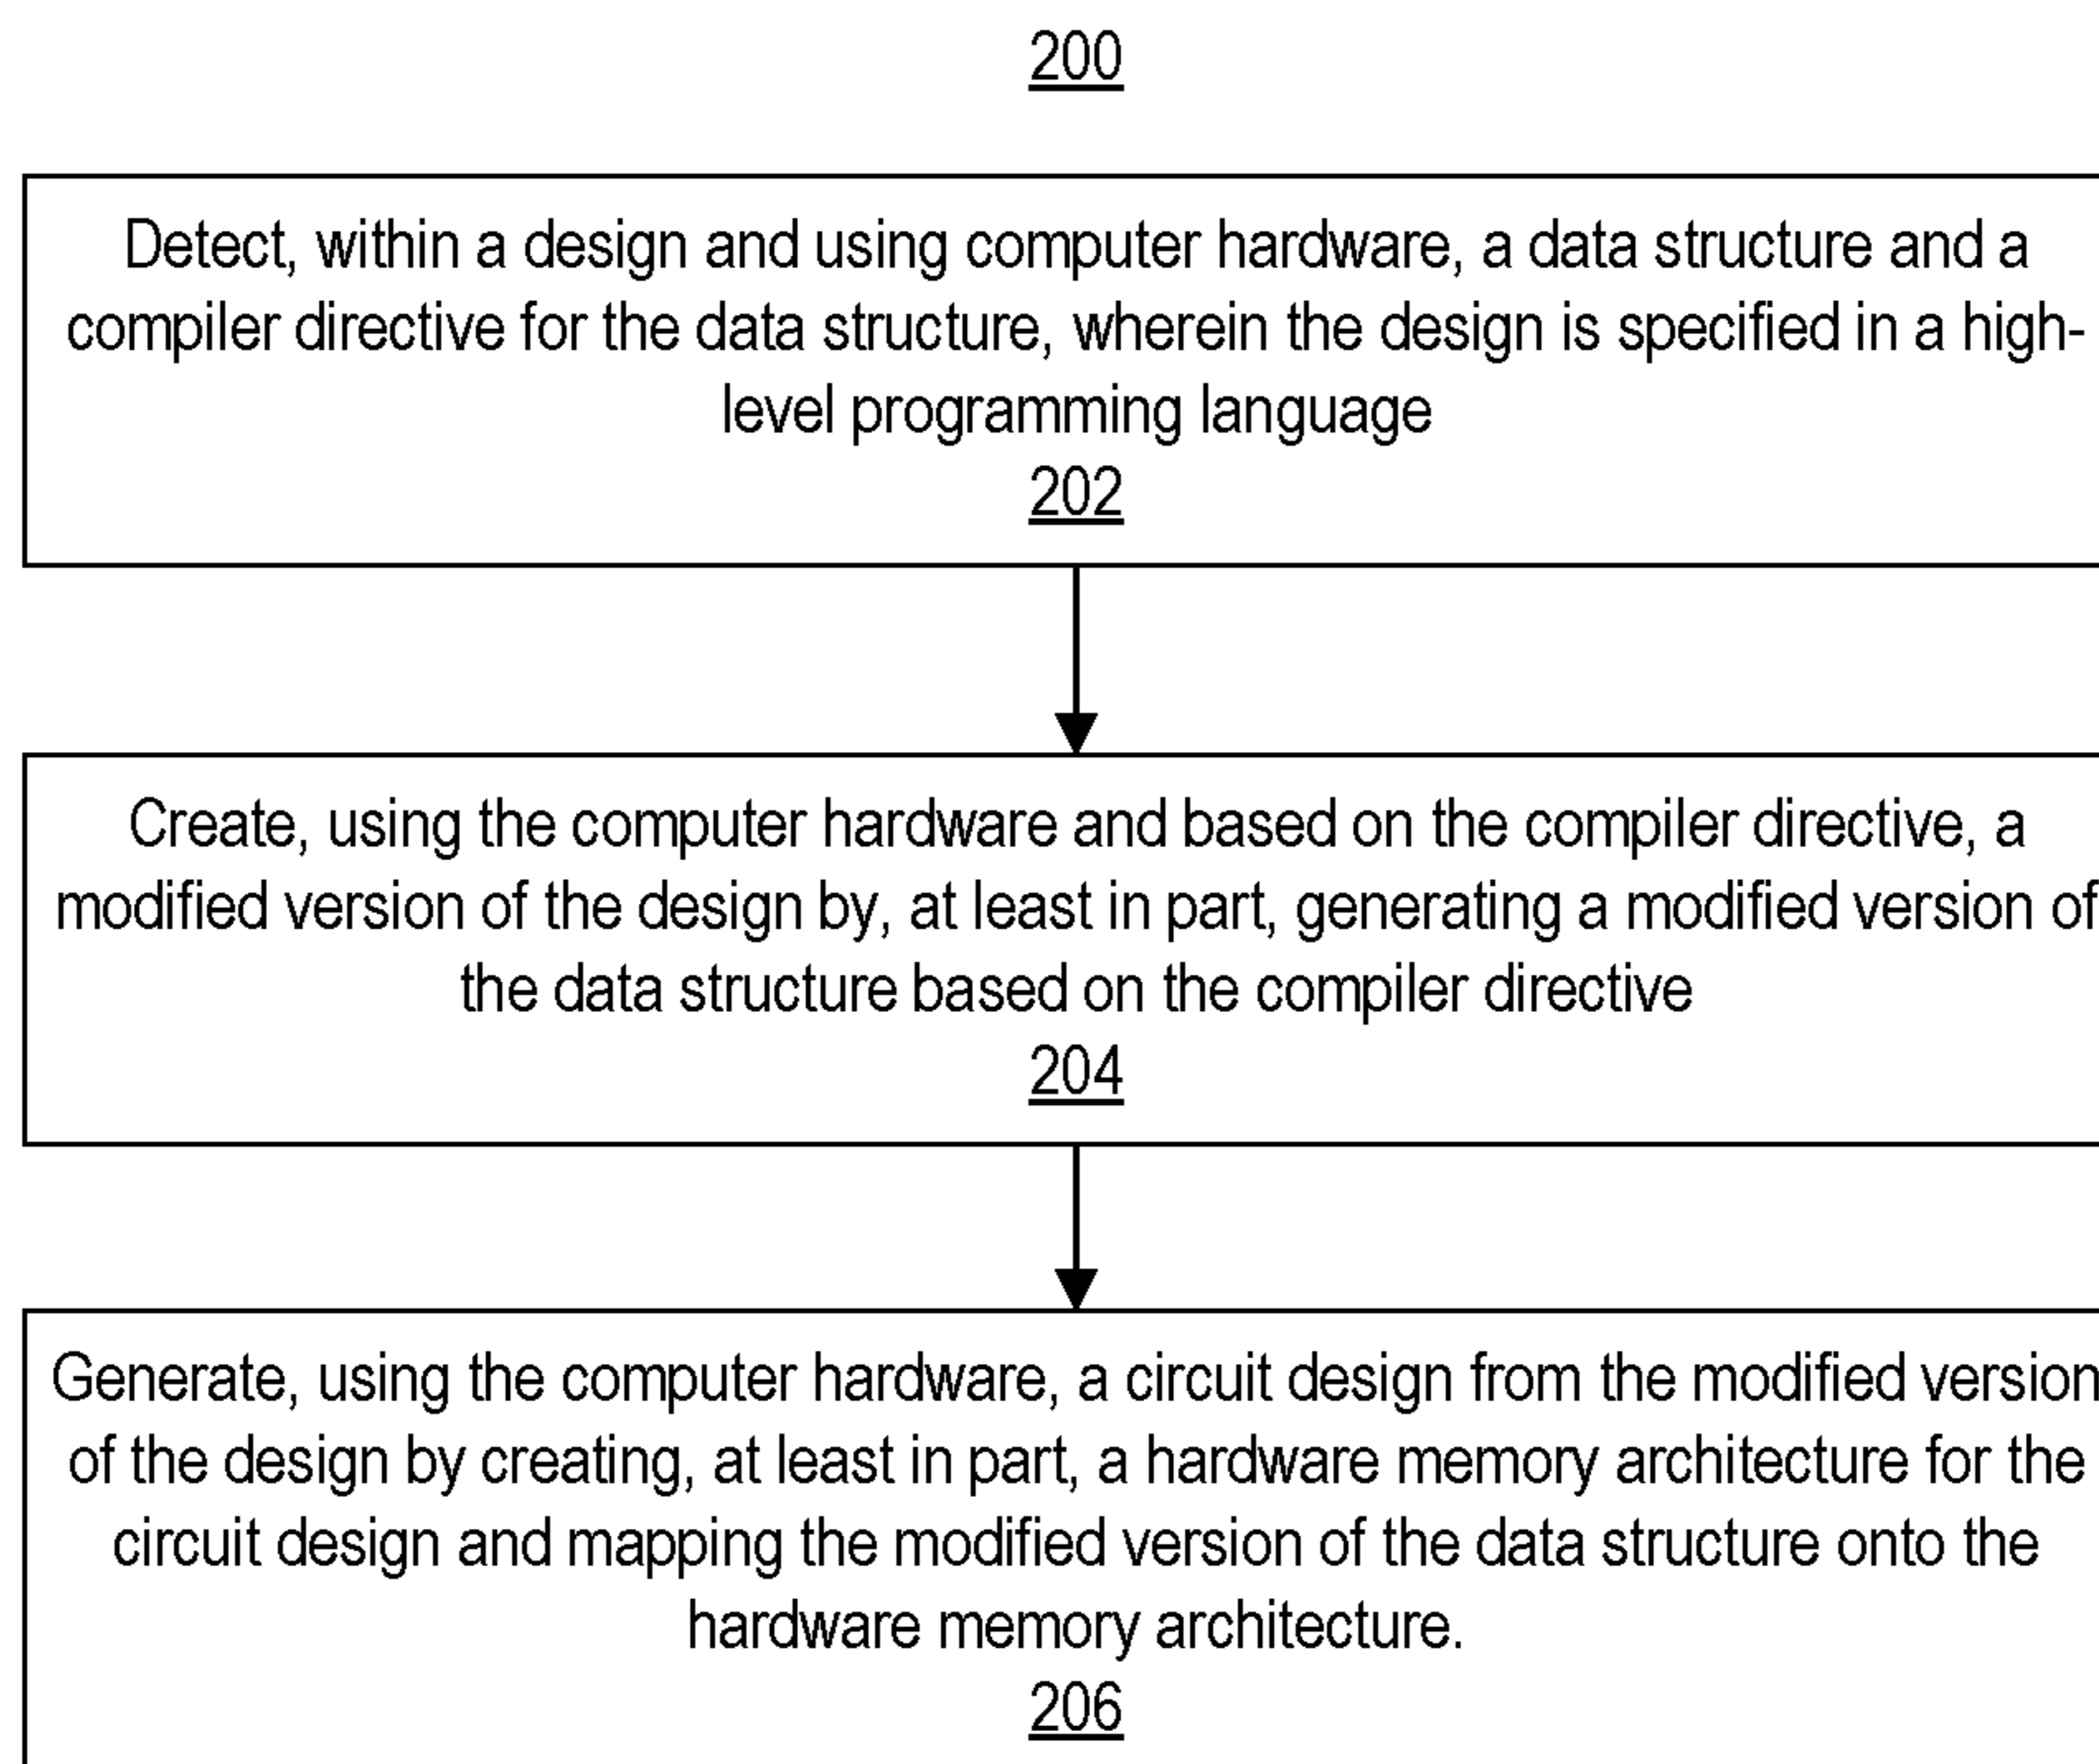 200
Detect, within a design and using computer hardware, a data structure and a
compiler directive for the data structure, wherein the design is specified in a high-
level programming language
202
Create, using the computer hardware and based on the compiler directive, a
modified version of the design by, at least in part, generating a modified version of
the data structure based on the compiler directive
204
Generate, using the computer hardware, a circuit design from the modified version
of the design by creating, at least in part, a hardware memory architecture for the
circuit design and mapping the modified version of the data structure onto the
hardware memory architecture.
206